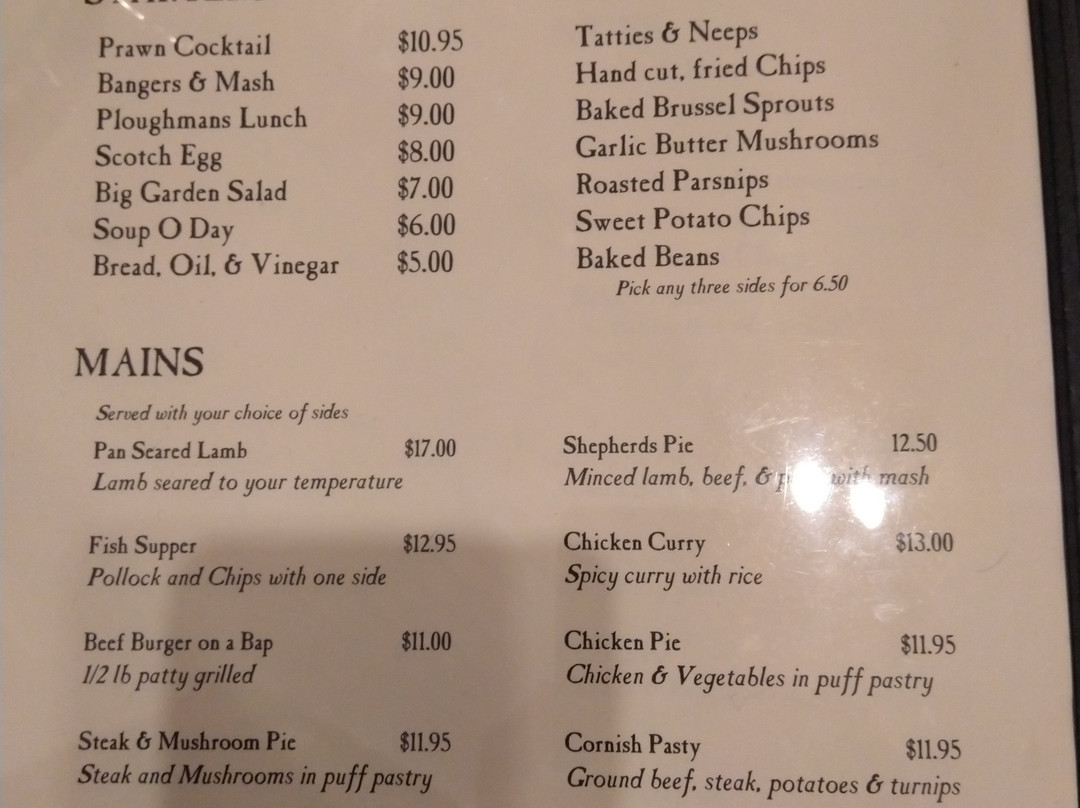 Prawn Cocktail $10.95
Bangers & Mash $9.00
Ploughmans Lunch $9.00
Scotch Egg $8.00
Big Garden Salad $7.00
Soup O Day $6.00
Bread, Oil, & Vinegar $5.00
Tatties & Neeps
Hand cut, fried Chips
Baked Brussel Sprouts
Garlic Butter Mushrooms
Roasted Parsnips
Sweet Potato Chips
Baked Beans
Pick any three sides for 6.50
MAINS
Served with your choice of sides
Pan Seared Lamb $17.00
Lamb seared to your temperature
Fish Supper $12.95
Pollock and Chips with one side
Beef Burger on a Bap $11.00
1/2 lb patty grilled
Steak & Mushroom Pie $11.95
Steak and Mushrooms in puff pastry
Shepherds Pie 12.50
Minced lamb, beef, & with mash
Chicken Curry $13.00
Spicy curry with rice
Chicken Pie $11.95
Chicken & Vegetables in puff pastry
Cornish Pasty $11.95
Ground beef, steak, potatoes & turnips